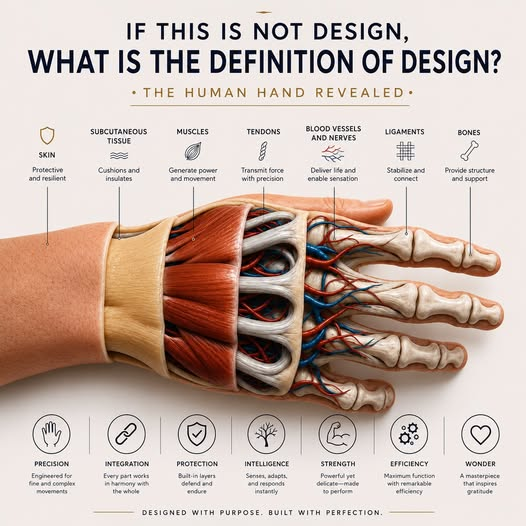 IF THIS IS NOT DESIGN,
WHAT IS THE DEFINITION OF DESIGN?
• THE HUMAN HAND REVEALED •
SKIN
Protective
and resilient
SUBCUTANEOUS
TISSUE
Cushions and
insulates
MUSCLES
Generate power
and movement
TENDONS
Transmit force
with precision
BLOOD VESSELS
AND NERVES
Deliver life and
enable sensation
LIGAMENTS
Stabilize and
connect
BONES
Provide structure
and support
PRECISION
Engineered for
fine and complex
movements
INTEGRATION
Every part works
in harmony with
the whole
PROTECTION
Built-in layers
defend and
endure
INTELLIGENCE
Senses, adapts,
and responds
instantly
STRENGTH
Powerful yet
delicate—made
to perform
EFFICIENCY
Maximum function
with remarkable
efficiency
WONDER
A masterpiece
that inspires
gratitude
DESIGNED WITH PURPOSE. BUILT WITH PERFECTION.